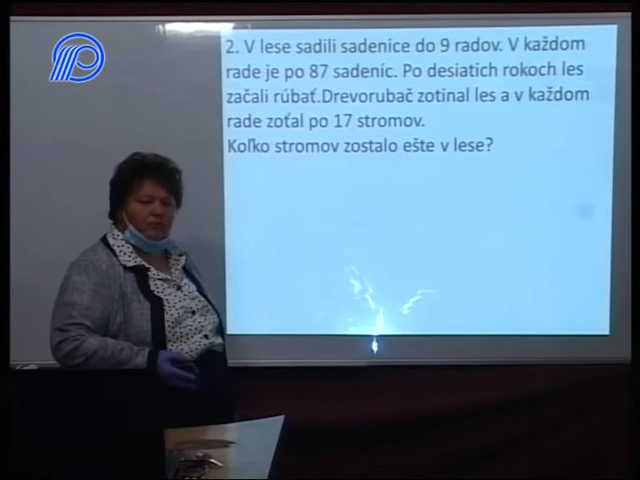 2. V lese sadili sadenice do 9 radov. V každom
rade je po 87 sadeníc. Po desiatich rokoch les
začali rúbať.Drevorubač zotinal les a v každom
rade zoťal po 17 stromov.
Koľko stromov zostalo ešte v lese?